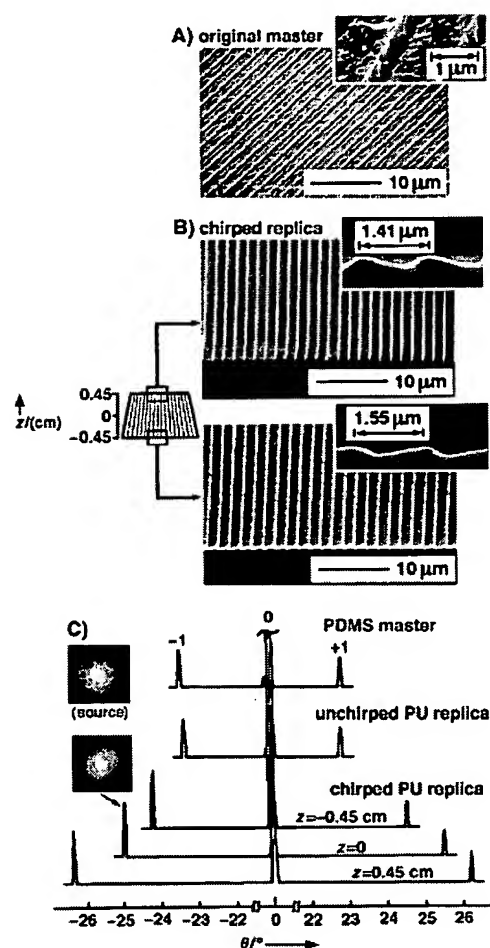 A) original master
1 μm
10 μm
B) chirped replica
1.41 μm
10 μm
0.45
0
−0.45
z/(cm)
1.55 μm
10 μm
C)
0
−1
PDMS master
+1
(source)
unchirped PU replica
chirped PU replica
z=−0.45 cm
z=0
z=0.45 cm
−26 −25 −24 −23 −22 0 22 23 24 25 26
θ/°